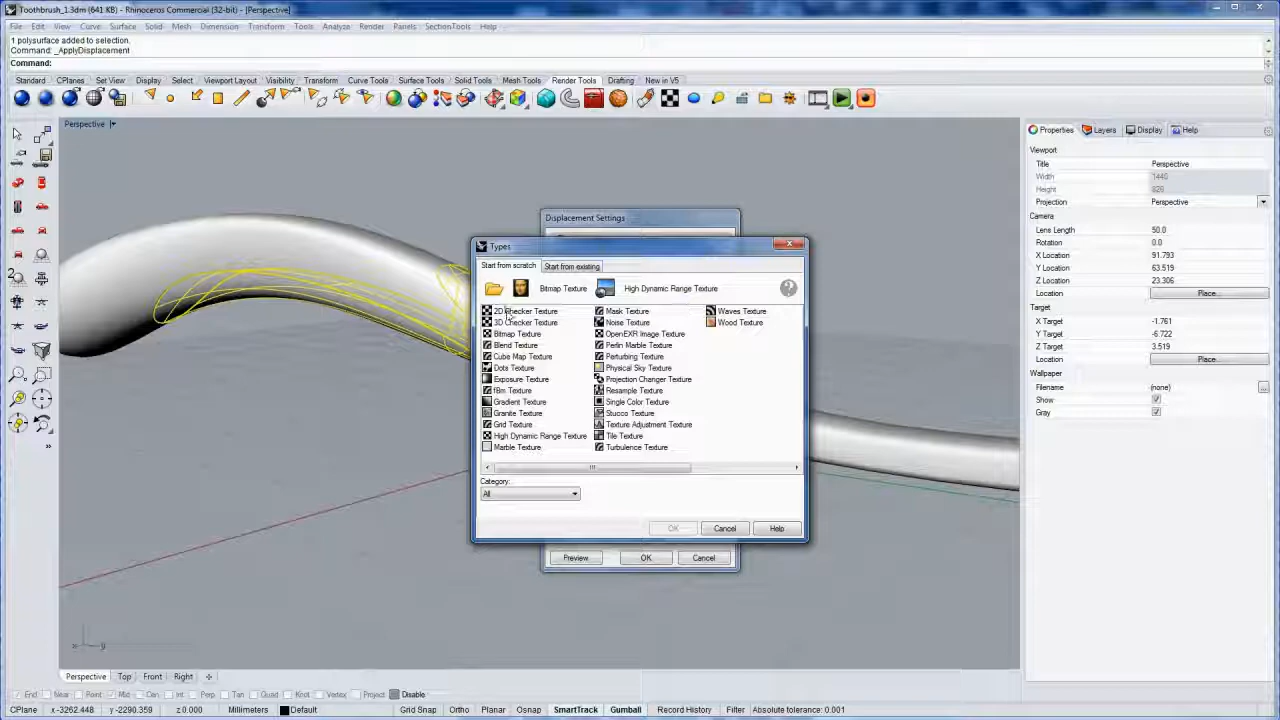 Toothbrush_1.3dm (641 KB) - Rhinoceros Commercial (32-bit) - [Perspective]
File Edit View Curve Surface Solid Mesh Dimension Transform Tools Analyze Render Panels SectionTools Help
1 polysurface added to selection.
Command: _ApplyDisplacement
Command:
Standard CPlanes Set View Display Select Viewport Layout Visibility Transform Curve Tools Surface Tools Solid Tools Mesh Tools Render Tools Drafting New in V5
Perspective
Properties Layers Display Help
Viewport
Title Perspective
Width 1440
Height 826
Projection Perspective
Camera
Lens Length 50.0
Rotation 0.0
X Location 91.793
Y Location 63.519
Z Location 23.306
Location Place...
Target
X Target -1.761
Y Target -6.722
Z Target 3.519
Location Place...
Wallpaper
Filename (none) ...
Show
Gray
Displacement Settings
Types
Start from scratch Start from existing
Bitmap Texture High Dynamic Range Texture
2D Checker Texture Mask Texture Waves Texture
3D Checker Texture Noise Texture Wood Texture
Bitmap Texture OpenEXR Image Texture
Blend Texture Perlin Marble Texture
Cube Map Texture Perturbing Texture
Dots Texture Physical Sky Texture
Exposure Texture Projection Changer Texture
fBm Texture Resample Texture
Gradient Texture Single Color Texture
Granite Texture Stucco Texture
Grid Texture Texture Adjustment Texture
High Dynamic Range Texture Tile Texture
Marble Texture Turbulence Texture
Category:
All
OK Cancel Help
Preview OK Cancel
x y
Perspective Top Front Right
End Near Point Mid Cen Int Perp Tan Quad Knot Vertex Project Disable
CPlane x -3262.448 y -2290.359 z 0.000 Millimeters Default Grid Snap Ortho Planar Osnap SmartTrack Gumball Record History Filter Absolute tolerance: 0.001